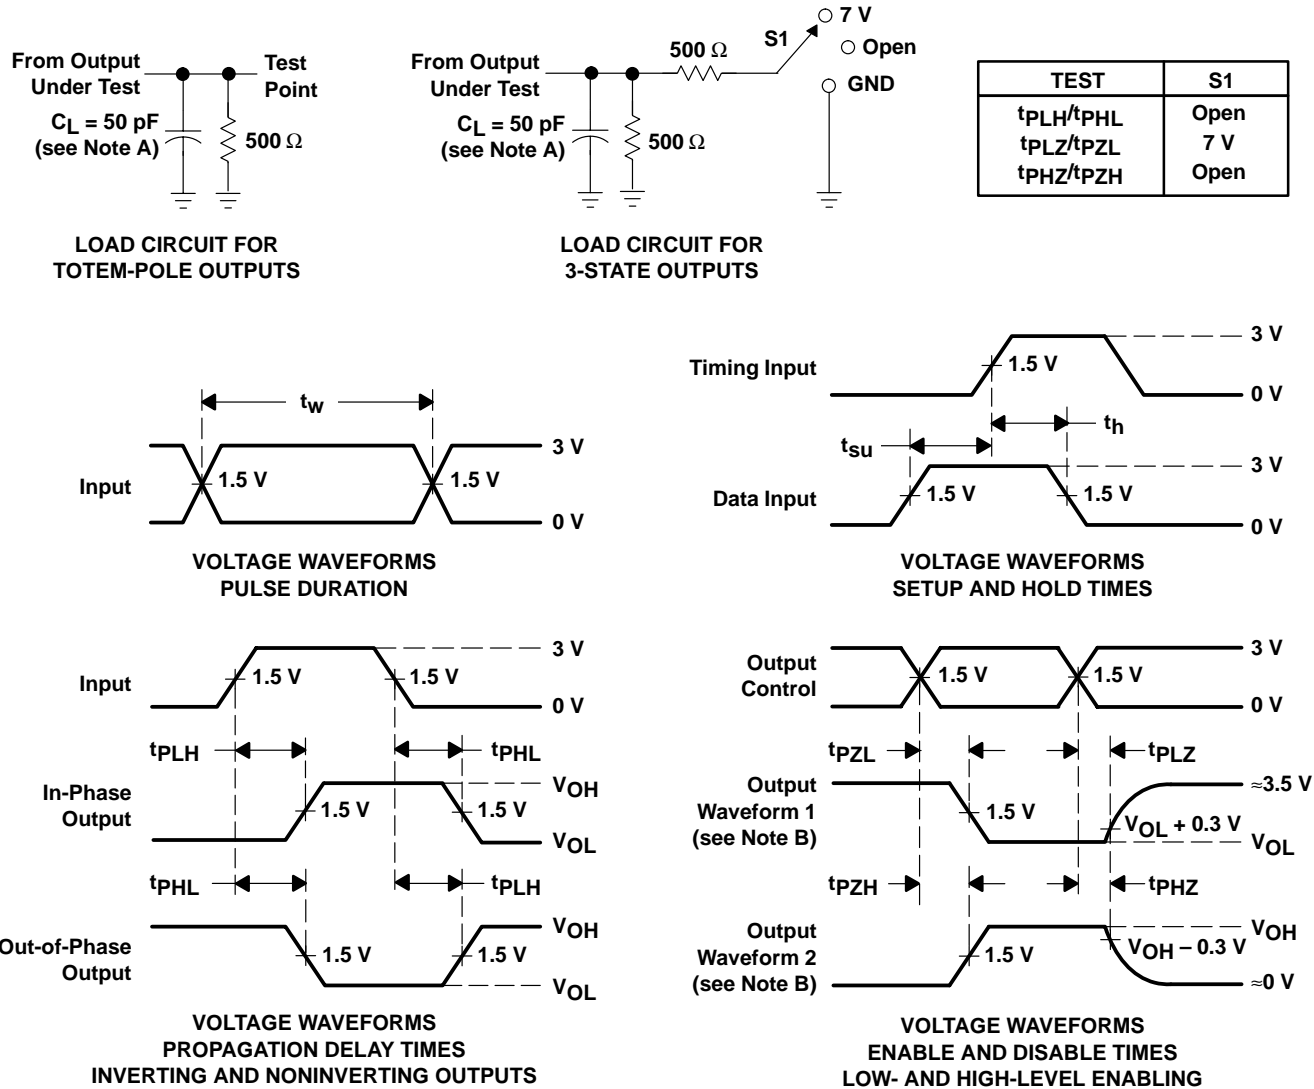 From Output
Under Test
Test
Point
CL = 50 pF
(see Note A)
500 Ω
LOAD CIRCUIT FOR
TOTEM-POLE OUTPUTS
From Output
Under Test
CL = 50 pF
(see Note A)
500 Ω
500 Ω
S1
7 V
Open
GND
LOAD CIRCUIT FOR
3-STATE OUTPUTS
TEST S1
tPLH/tPHL Open
tPLZ/tPZL 7 V
tPHZ/tPZH Open
tw
Input
1.5 V
1.5 V
3 V
0 V
VOLTAGE WAVEFORMS
PULSE DURATION
Timing Input
1.5 V
3 V
0 V
tsu
th
Data Input
1.5 V
1.5 V
3 V
0 V
VOLTAGE WAVEFORMS
SETUP AND HOLD TIMES
Input
1.5 V
1.5 V
3 V
0 V
tPLH
tPHL
In-Phase
Output
1.5 V
1.5 V
VOH
VOL
tPHL
tPLH
Out-of-Phase
Output
1.5 V
1.5 V
VOH
VOL
VOLTAGE WAVEFORMS
PROPAGATION DELAY TIMES
INVERTING AND NONINVERTING OUTPUTS
Output
Control
1.5 V
1.5 V
3 V
0 V
tPZL
tPLZ
Output
Waveform 1
(see Note B)
1.5 V
≈3.5 V
VOL + 0.3 V
VOL
tPZH
tPHZ
Output
Waveform 2
(see Note B)
1.5 V
VOH
VOH − 0.3 V
≈0 V
VOLTAGE WAVEFORMS
ENABLE AND DISABLE TIMES
LOW- AND HIGH-LEVEL ENABLING